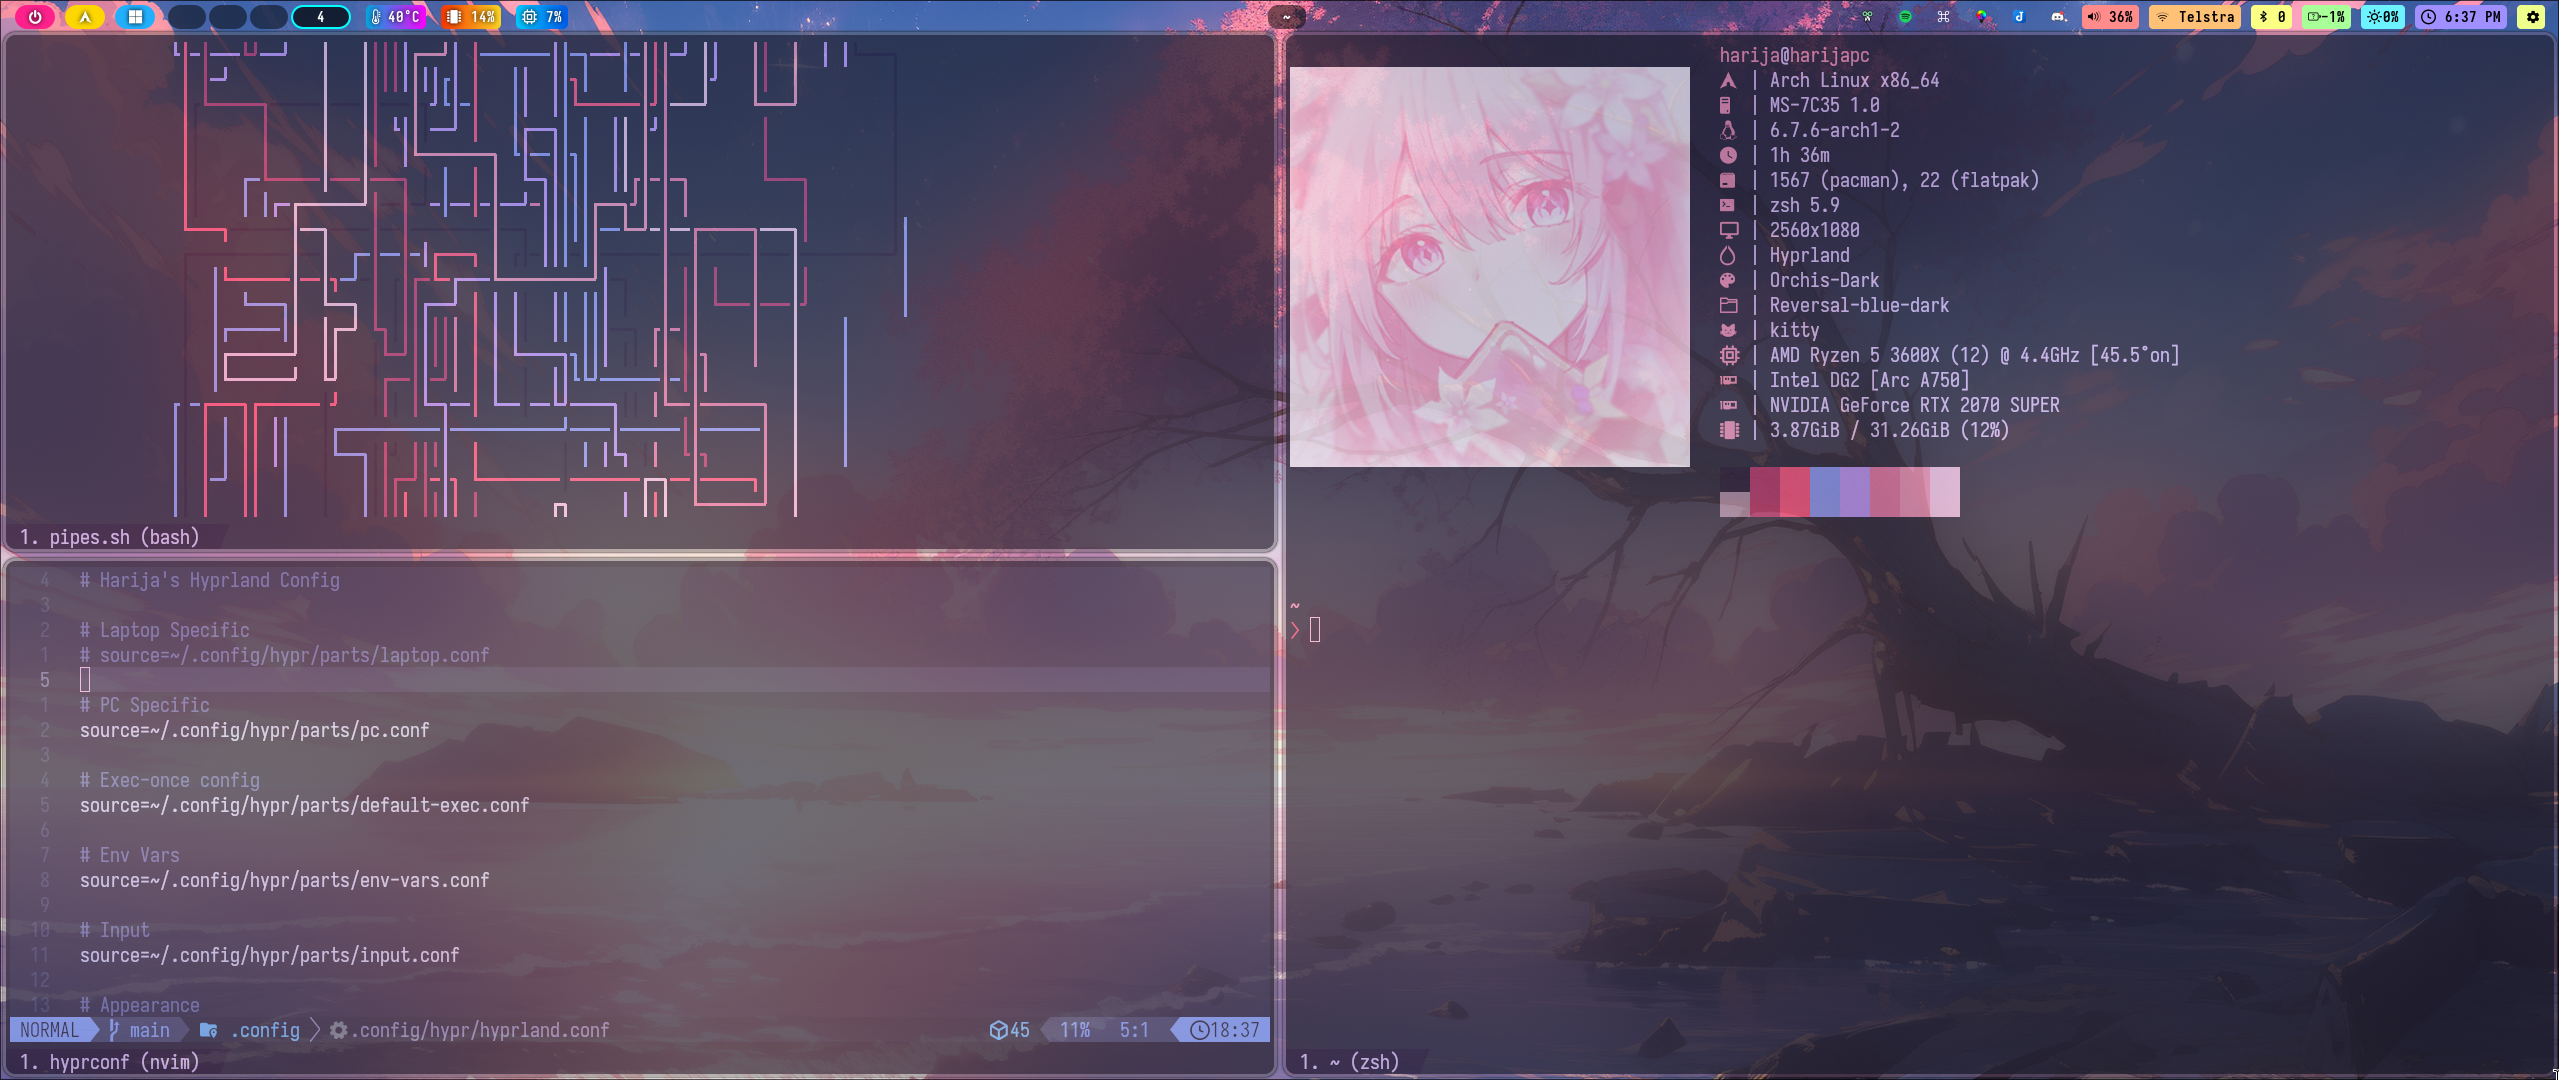 4 40°C 14% 7% ~ 36% Telstra 0 -1% 0% 6:37 PM
1. pipes.sh (bash)
4 # Harija's Hyprland Config
3
2 # Laptop Specific
1 # source=~/.config/hypr/parts/laptop.conf
5
1 # PC Specific
2 source=~/.config/hypr/parts/pc.conf
3
4 # Exec-once config
5 source=~/.config/hypr/parts/default-exec.conf
6
7 # Env Vars
8 source=~/.config/hypr/parts/env-vars.conf
9
10 # Input
11 source=~/.config/hypr/parts/input.conf
12
13 # Appearance
NORMAL main .config .config/hypr/hyprland.conf 45 11% 5:1 18:37
1. hyprconf (nvim)
harija@harijapc
| Arch Linux x86_64
| MS-7C35 1.0
| 6.7.6-arch1-2
| 1h 36m
| 1567 (pacman), 22 (flatpak)
| zsh 5.9
| 2560x1080
| Hyprland
| Orchis-Dark
| Reversal-blue-dark
| kitty
| AMD Ryzen 5 3600X (12) @ 4.4GHz [45.5°on]
| Intel DG2 [Arc A750]
| NVIDIA GeForce RTX 2070 SUPER
| 3.87GiB / 31.26GiB (12%)
~
❯
1. ~ (zsh)